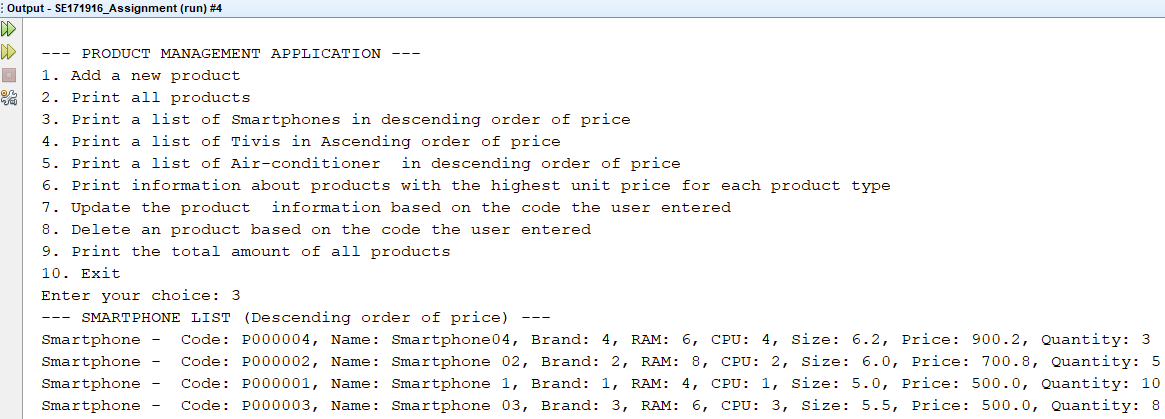 Output - SE171916_Assignment (run) #4
--- PRODUCT MANAGEMENT APPLICATION ---
1. Add a new product
2. Print all products
3. Print a list of Smartphones in descending order of price
4. Print a list of Tivis in Ascending order of price
5. Print a list of Air-conditioner  in descending order of price
6. Print information about products with the highest unit price for each product type
7. Update the product  information based on the code the user entered
8. Delete an product based on the code the user entered
9. Print the total amount of all products
10. Exit
Enter your choice: 3
--- SMARTPHONE LIST (Descending order of price) ---
Smartphone -  Code: P000004, Name: Smartphone04, Brand: 4, RAM: 6, CPU: 4, Size: 6.2, Price: 900.2, Quantity: 3
Smartphone -  Code: P000002, Name: Smartphone 02, Brand: 2, RAM: 8, CPU: 2, Size: 6.0, Price: 700.8, Quantity: 5
Smartphone -  Code: P000001, Name: Smartphone 1, Brand: 1, RAM: 4, CPU: 1, Size: 5.0, Price: 500.0, Quantity: 10
Smartphone -  Code: P000003, Name: Smartphone 03, Brand: 3, RAM: 6, CPU: 3, Size: 5.5, Price: 500.0, Quantity: 8